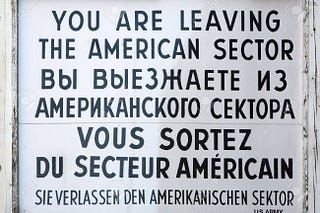 YOU ARE LEAVING
THE AMERICAN SECTOR
ВЫ ВЫЕЗЖАЕТЕ ИЗ
АМЕРИКАНСКОГО СЕКТОРА
VOUS SORTEZ
DU SECTEUR AMÉRICAIN
SIE VERLASSEN DEN AMERIKANISCHEN SEKTOR
US ARMY